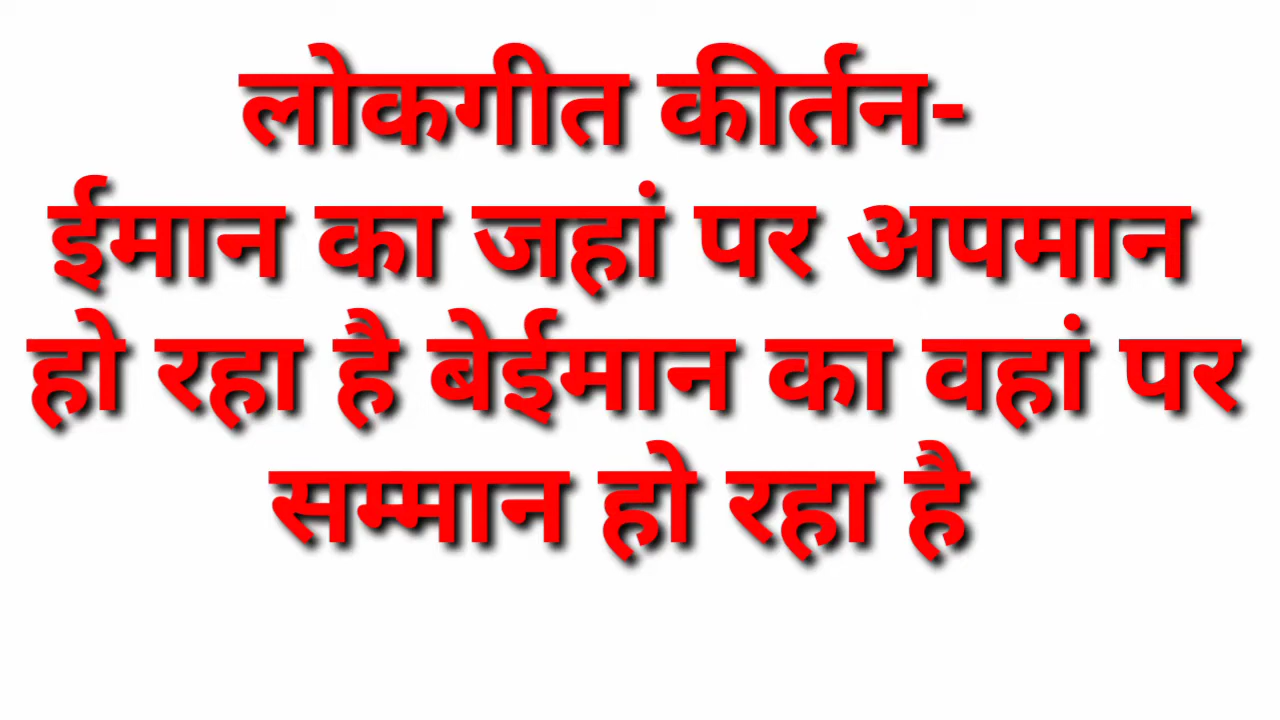 लोकगीत कीर्तन-
ईमान का जहां पर अपमान
हो रहा है बेईमान का वहां पर
सम्मान हो रहा है